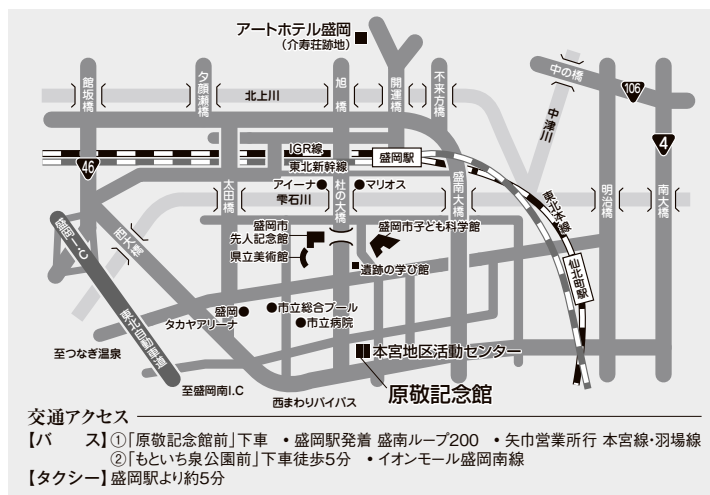 アートホテル盛岡
(介寿荘跡地)
館坂橋
夕顔瀬橋
旭橋
開運橋
不来方橋
中の橋
106
北上川
中津川
4
IGR線
盛岡駅
東北新幹線
46
太田橋
アイーナ
杜の大橋
マリオス
盛南大橋
東北本線
明治橋
南大橋
雫石川
盛岡I.C
西大橋
盛岡市
先人記念館
盛岡市子ども科学館
県立美術館
遺跡の学び館
仙北町駅
東北自動車道
盛岡
タカヤアリーナ
市立総合プール
市立病院
至つなぎ温泉
本宮地区活動センター
至盛岡南I.C
原敬記念館
西まわりバイパス
交通アクセス
【バ　ス】①「原敬記念館前」下車　・盛岡駅発着 盛南ループ200　・矢巾営業所行 本宮線・羽場線
②「もといち泉公園前」下車徒歩5分　・イオンモール盛岡南線
【タクシー】盛岡駅より約5分